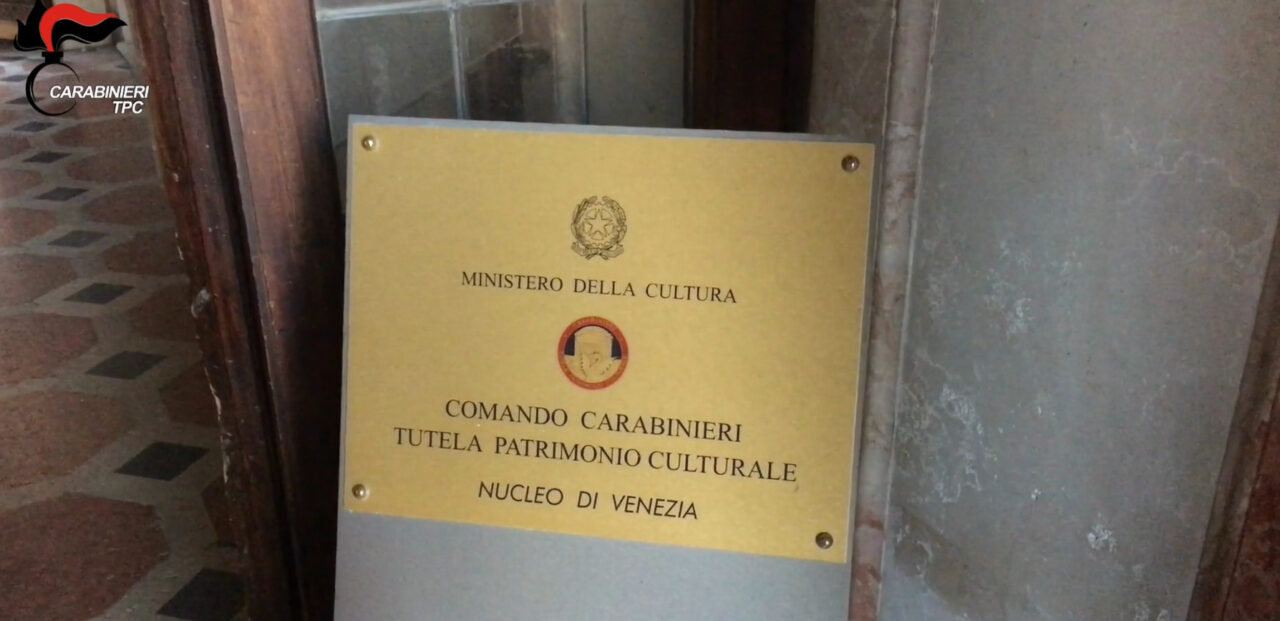 CARABINIERI
TPC
MINISTERO DELLA CULTURA
COMANDO CARABINIERI
TUTELA PATRIMONIO CULTURALE
NUCLEO DI VENEZIA